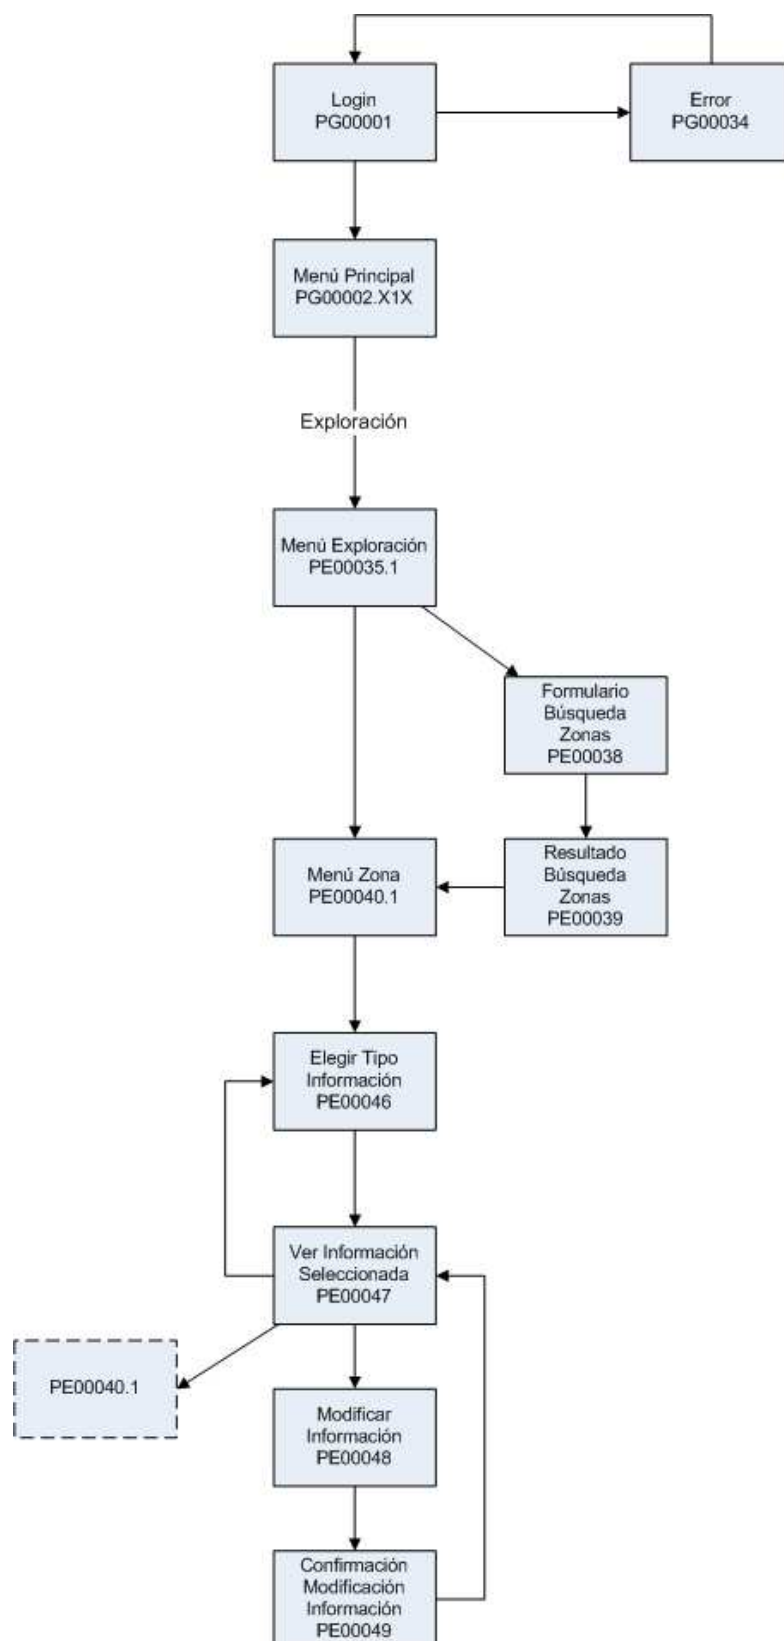 Login
PG00001
Error
PG00034
Menú Principal
PG00002.X1X
Exploración
Menú Exploración
PE00035.1
Formulario
Búsqueda
Zonas
PE00038
Menú Zona
PE00040.1
Resultado
Búsqueda
Zonas
PE00039
Elegir Tipo
Información
PE00046
Ver Información
Seleccionada
PE00047
PE00040.1
Modificar
Información
PE00048
Confirmación
Modificación
Información
PE00049